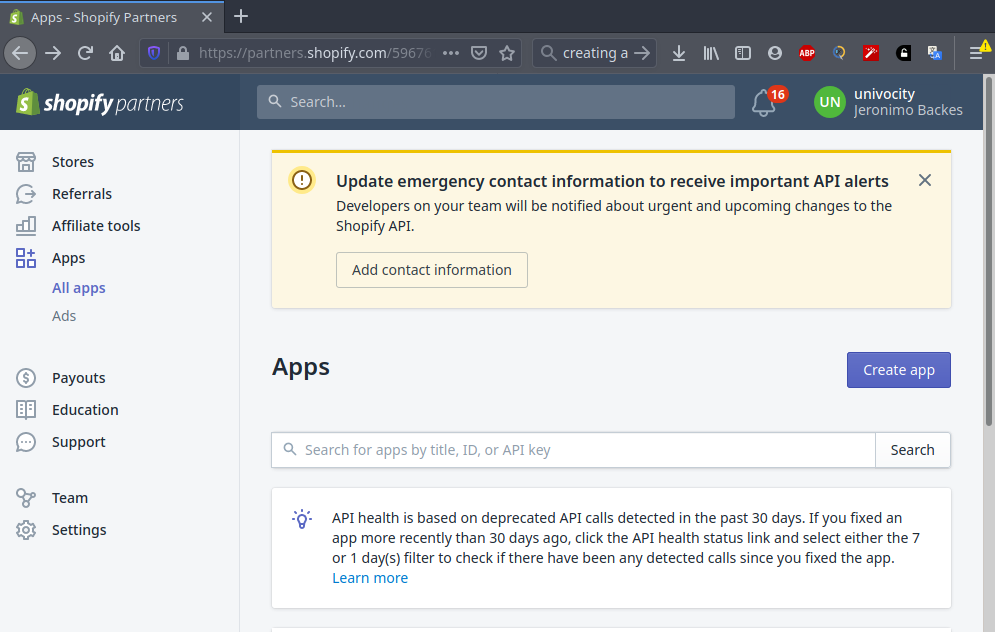 Apps - Shopify Partners
https://partners.shopify.com/59676
creating a
ABP
shopify partners
Search...
16
UN
univocity
Jeronimo Backes
Stores
Referrals
Affiliate tools
Apps
All apps
Ads
Payouts
Education
Support
Team
Settings
Update emergency contact information to receive important API alerts
Developers on your team will be notified about urgent and upcoming changes to the
Shopify API.
Add contact information
Apps
Create app
Search for apps by title, ID, or API key
Search
API health is based on deprecated API calls detected in the past 30 days. If you fixed an
app more recently than 30 days ago, click the API health status link and select either the 7
or 1 day(s) filter to check if there have been any detected calls since you fixed the app.
Learn more